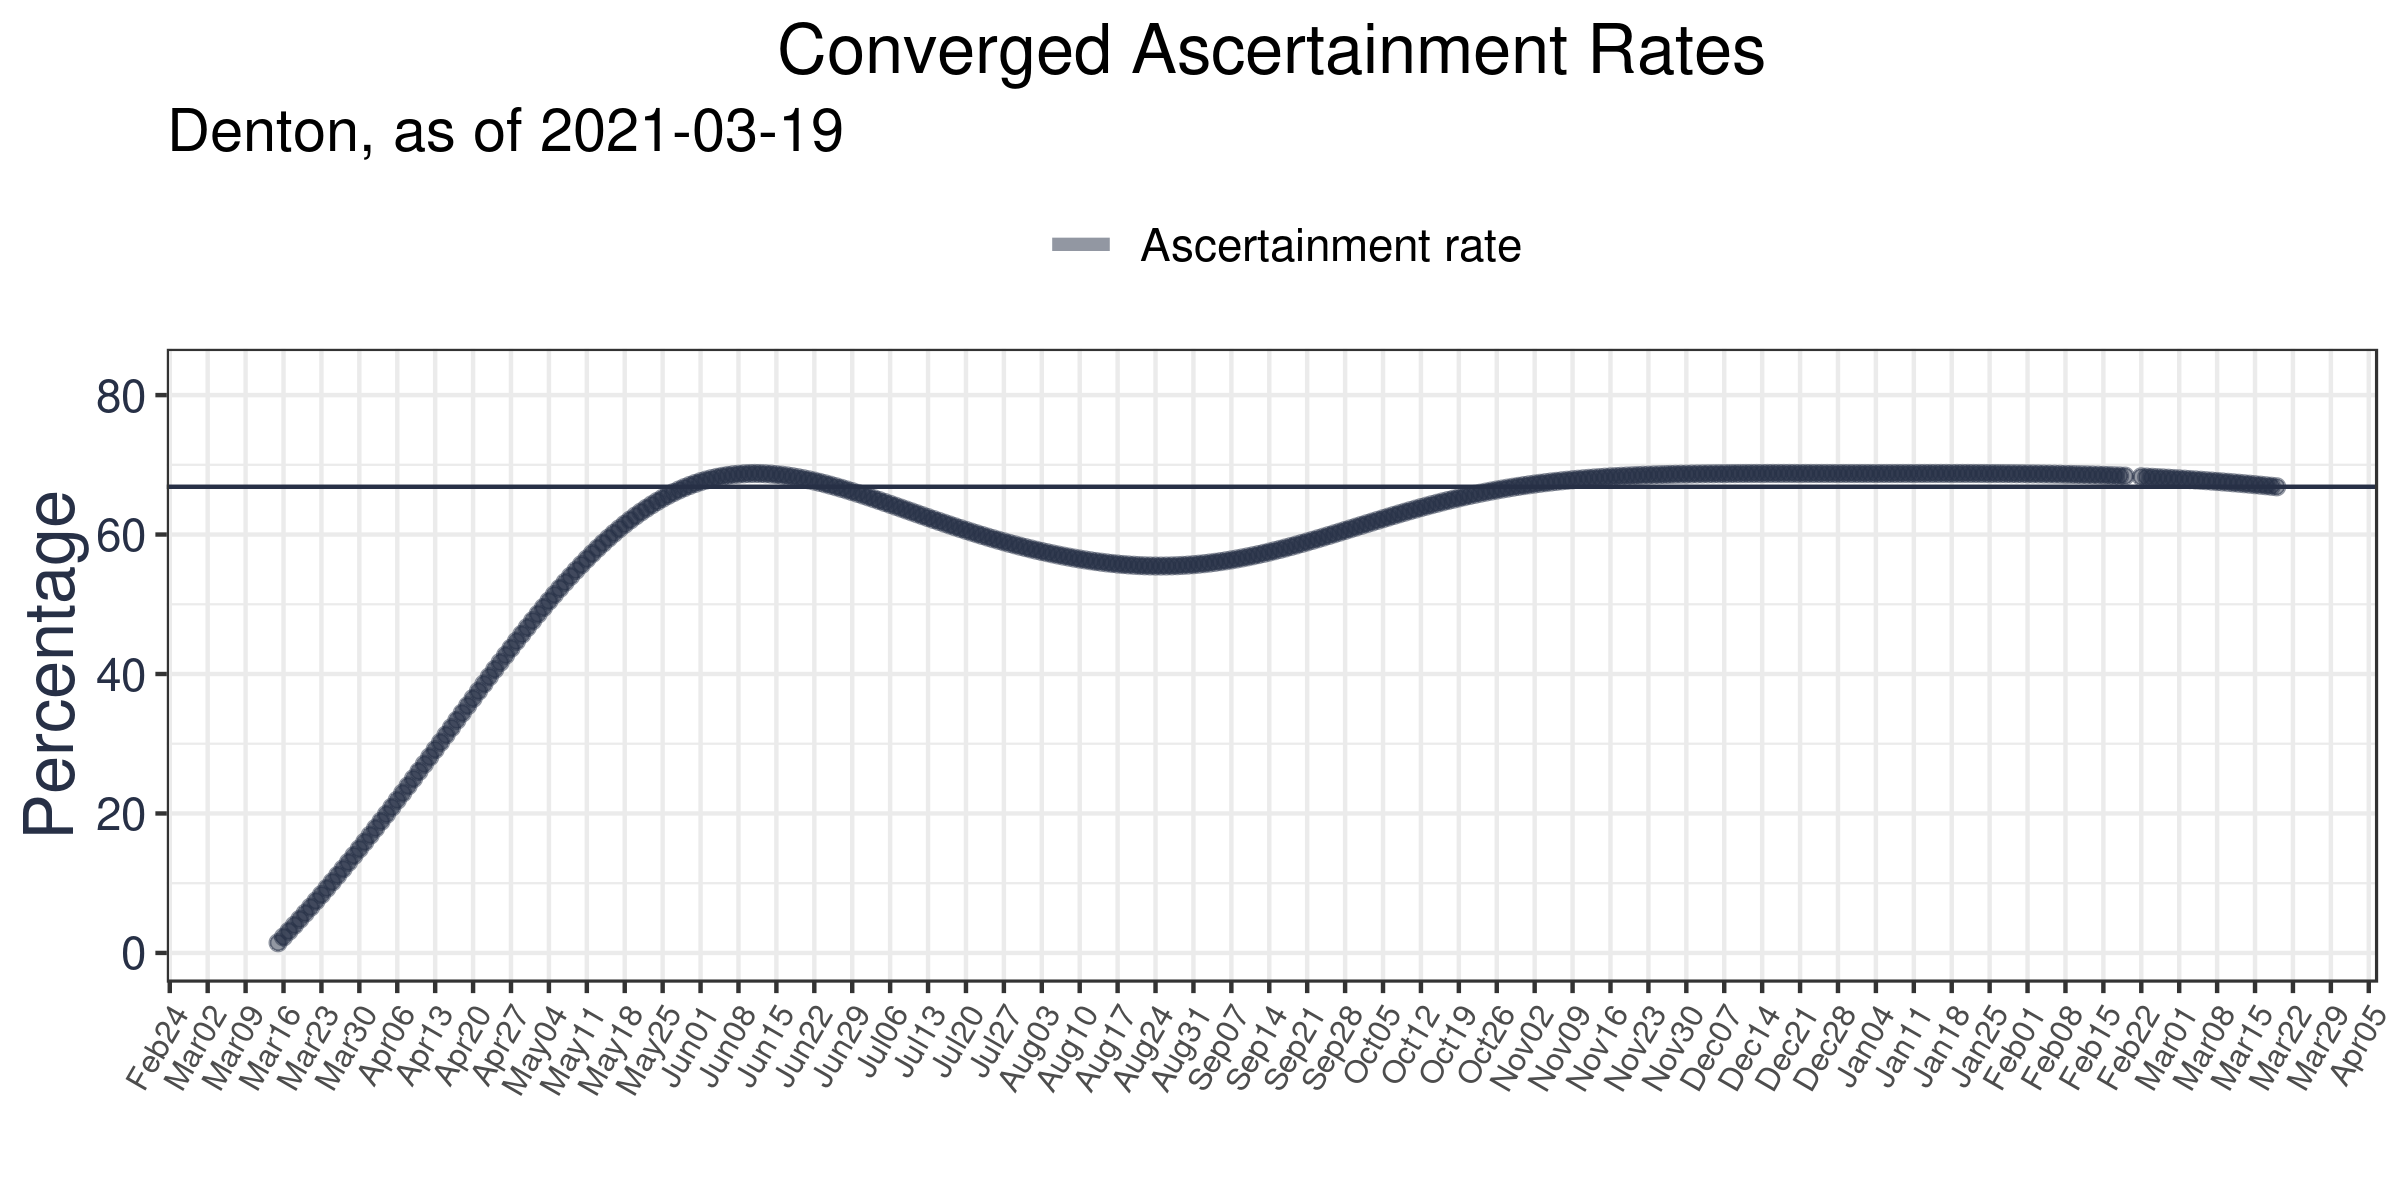 Converged Ascertainment Rates
Denton, as of 2021-03-19
Ascertainment rate
Percentage
80
60
40
20
0
Feb24 Mar02 Mar09 Mar16 Mar23 Mar30 Apr06 Apr13 Apr20 Apr27 May04 May11 May18 May25 Jun01 Jun08 Jun15 Jun22 Jun29 Jul06 Jul13 Jul20 Jul27 Aug03 Aug10 Aug17 Aug24 Aug31 Sep07 Sep14 Sep21 Sep28 Oct05 Oct12 Oct19 Oct26 Nov02 Nov09 Nov16 Nov23 Nov30 Dec07 Dec14 Dec21 Dec28 Jan04 Jan11 Jan18 Jan25 Feb01 Feb08 Feb15 Feb22 Mar01 Mar08 Mar15 Mar22 Mar29 Apr05